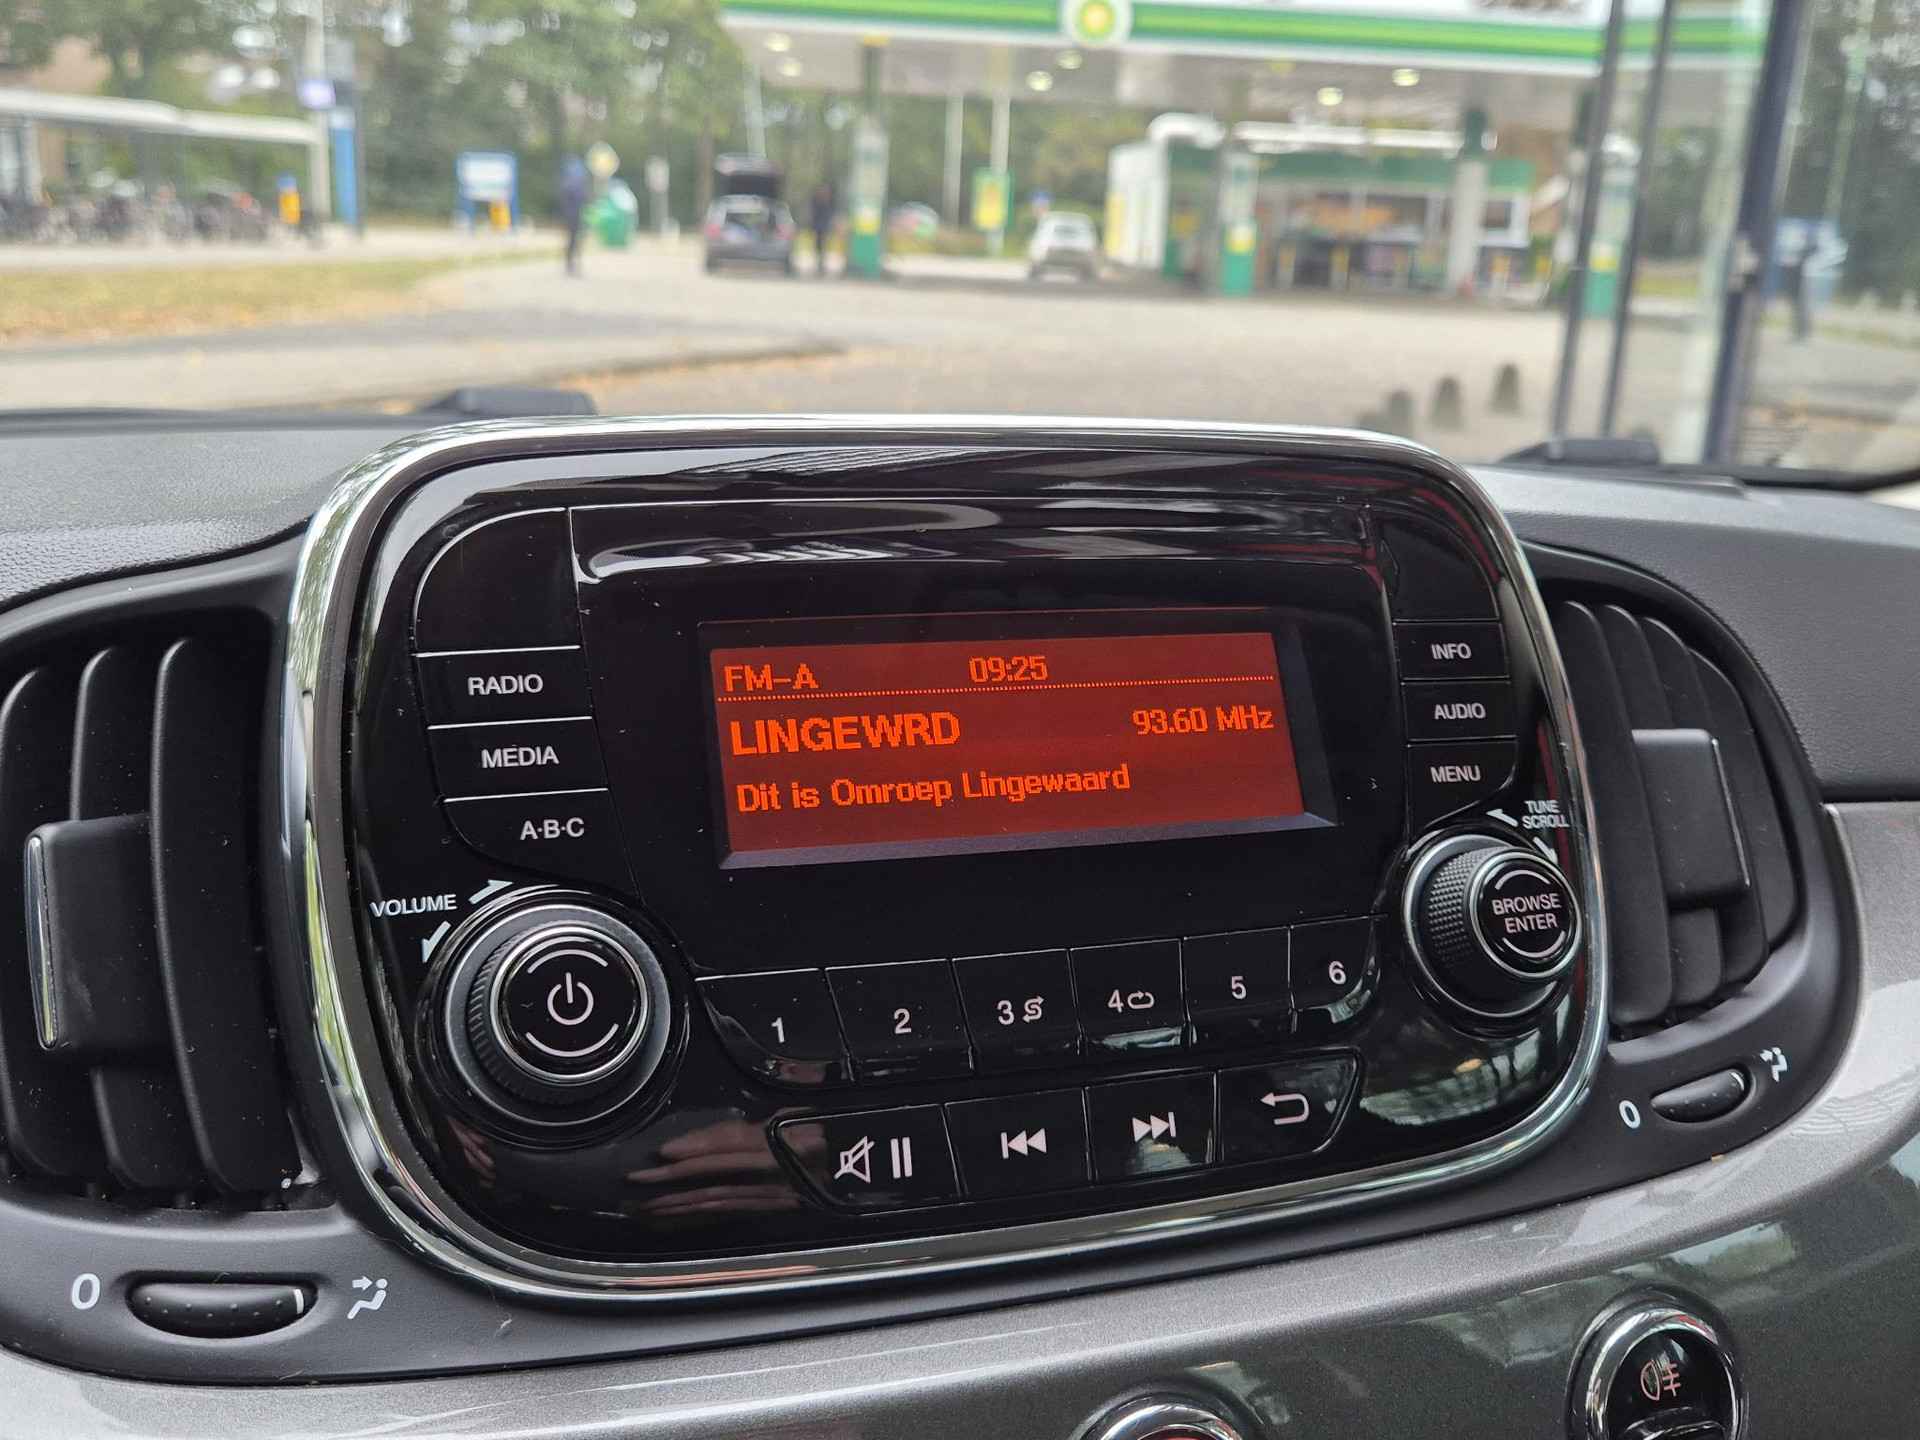 FM-A 09:25
LINGEWRD 93.60 MHz
Dit is Omroep Lingewaard
RADIO
MEDIA
A·B·C
VOLUME
INFO
AUDIO
MENU
TUNE
SCROLL
BROWSE
ENTER
1 2 3 4 5 6
0
0